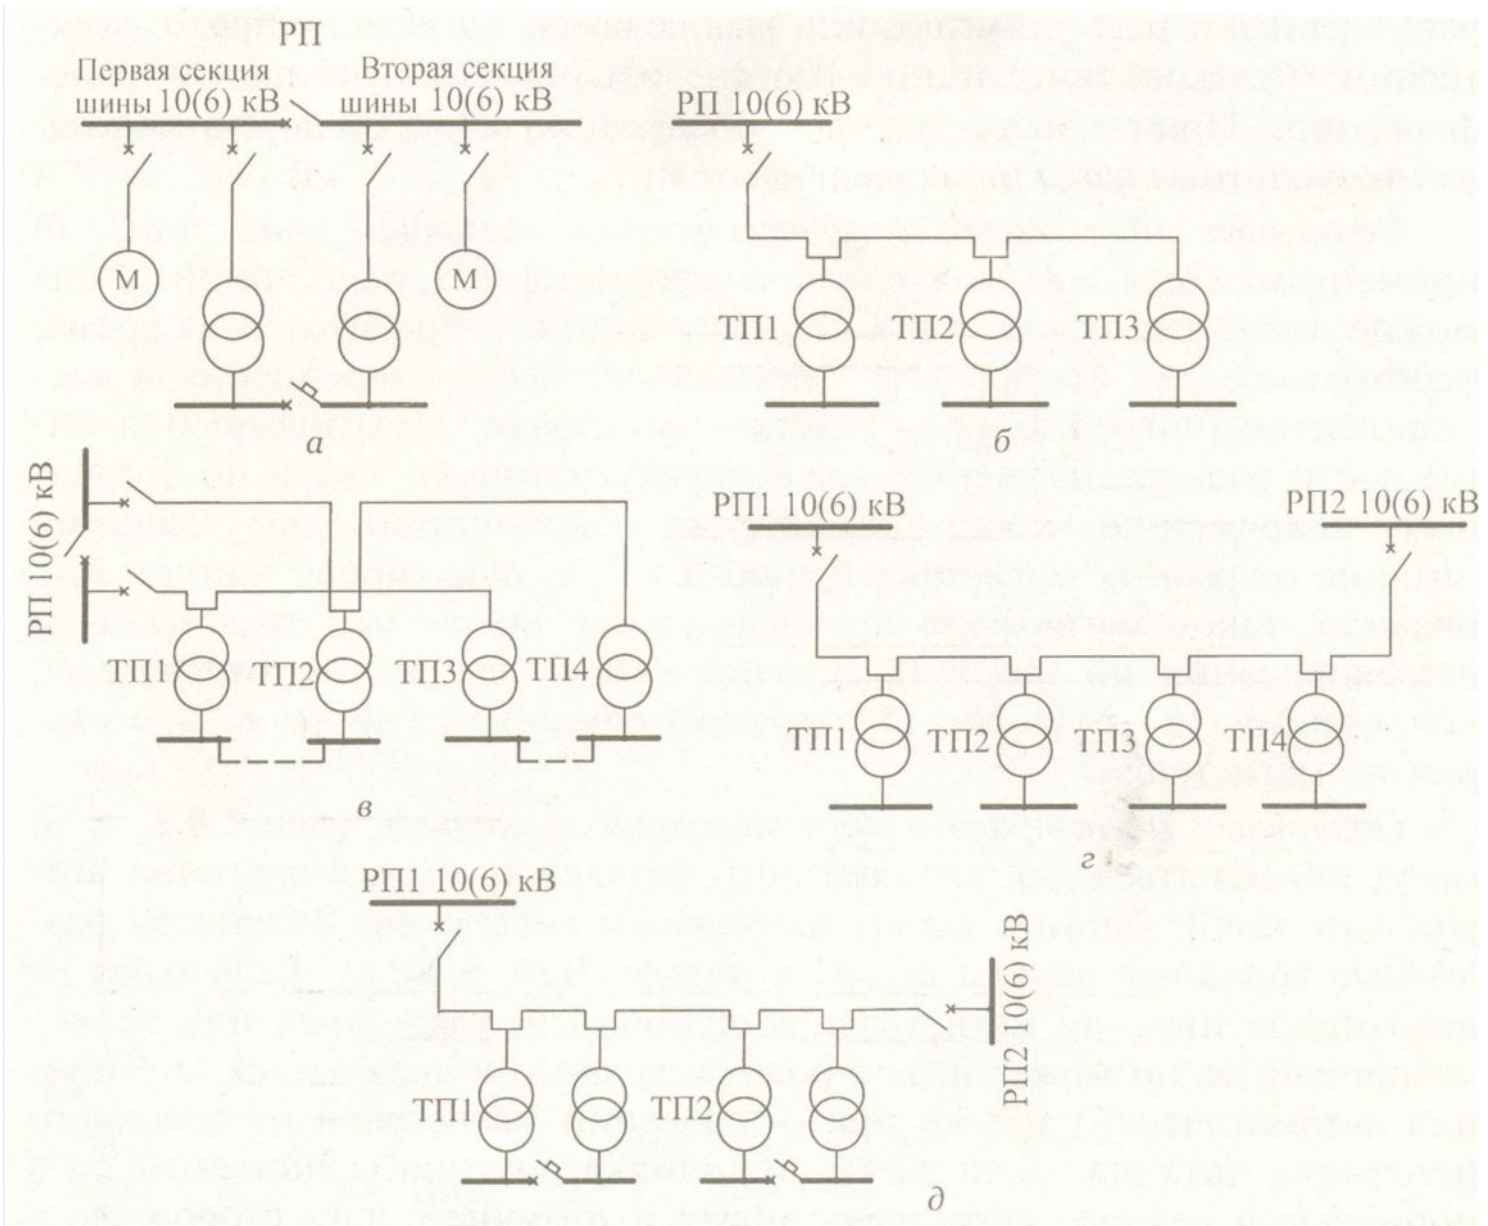 РП
Первая секция
шины 10(6) кВ
Вторая секция
шины 10(6) кВ
М
М
а
РП 10(6) кВ
ТП1
ТП2
ТП3
б
РП 10(6) кВ
ТП1
ТП2
ТП3
ТП4
в
РП1 10(6) кВ
РП2 10(6) кВ
ТП1
ТП2
ТП3
ТП4
г
РП1 10(6) кВ
РП2 10(6) кВ
ТП1
ТП2
д